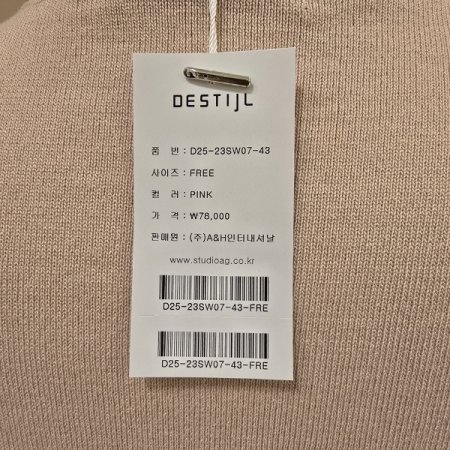 DESTIJL
품 번 : D25-23SW07-43
사이즈 : FREE
컬 러 : PINK
가 격 : ₩78,000
판매원 : (주)A&H인터내셔날
www.studioag.co.kr
D25-23SW07-43-FRE
D25-23SW07-43-FRE